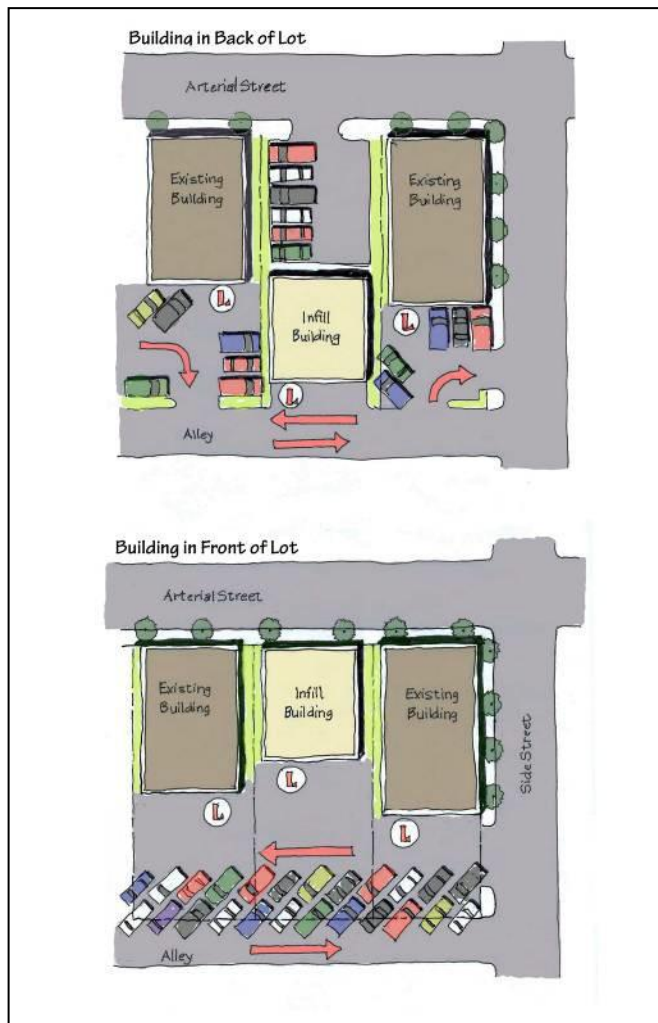 Building in Back of Lot
Arterial Street
Existing
Building
Existing
Building
L
L
Infill
Building
L
Alley
Building in Front of Lot
Arterial Street
Existing
Building
Infill
Building
Existing
Building
Side Street
L
L
L
Alley